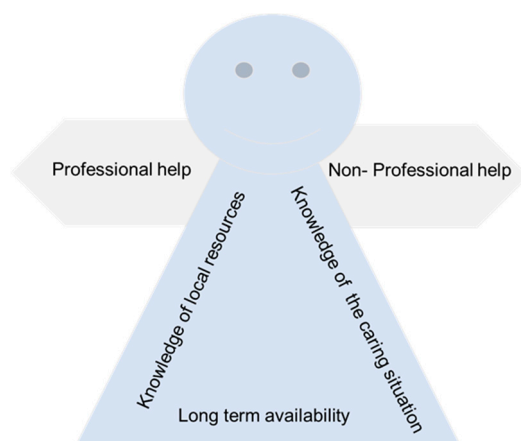 Professional help
Non- Professional help
Knowledge of local resources
Knowledge of the caring situation
Long term availability